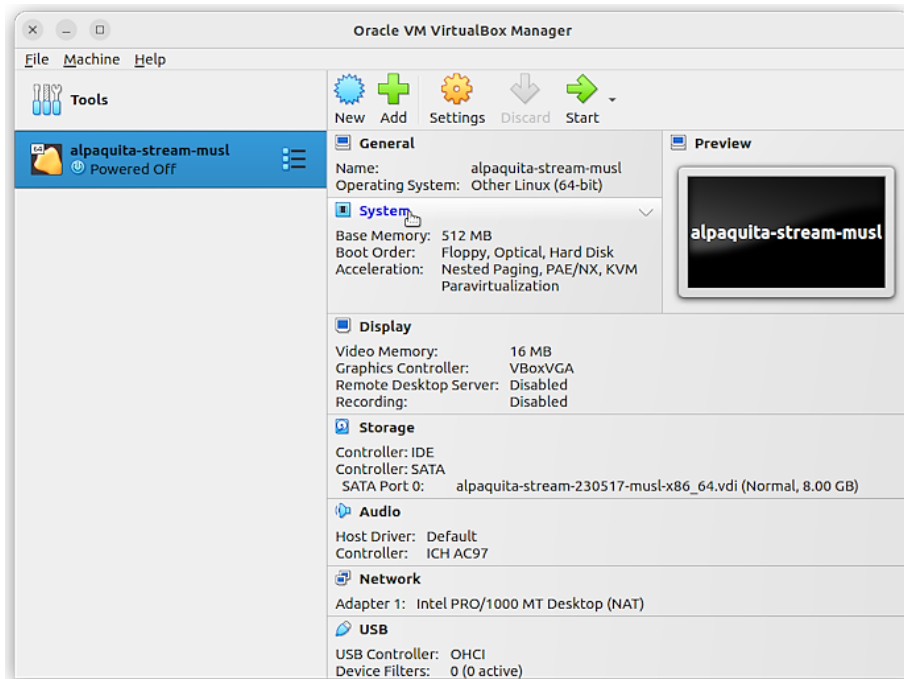 Oracle VM VirtualBox Manager
File Machine Help
Tools
New Add Settings Discard Start
64
alpaquita-stream-musl
Powered Off
General
Name: alpaquita-stream-musl
Operating System: Other Linux (64-bit)
Preview
alpaquita-stream-musl
System
Base Memory: 512 MB
Boot Order: Floppy, Optical, Hard Disk
Acceleration: Nested Paging, PAE/NX, KVM
Paravirtualization
Display
Video Memory: 16 MB
Graphics Controller: VBoxVGA
Remote Desktop Server: Disabled
Recording: Disabled
Storage
Controller: IDE
Controller: SATA
SATA Port 0: alpaquita-stream-230517-musl-x86_64.vdi (Normal, 8.00 GB)
Audio
Host Driver: Default
Controller: ICH AC97
Network
Adapter 1: Intel PRO/1000 MT Desktop (NAT)
USB
USB Controller: OHCI
Device Filters: 0 (0 active)